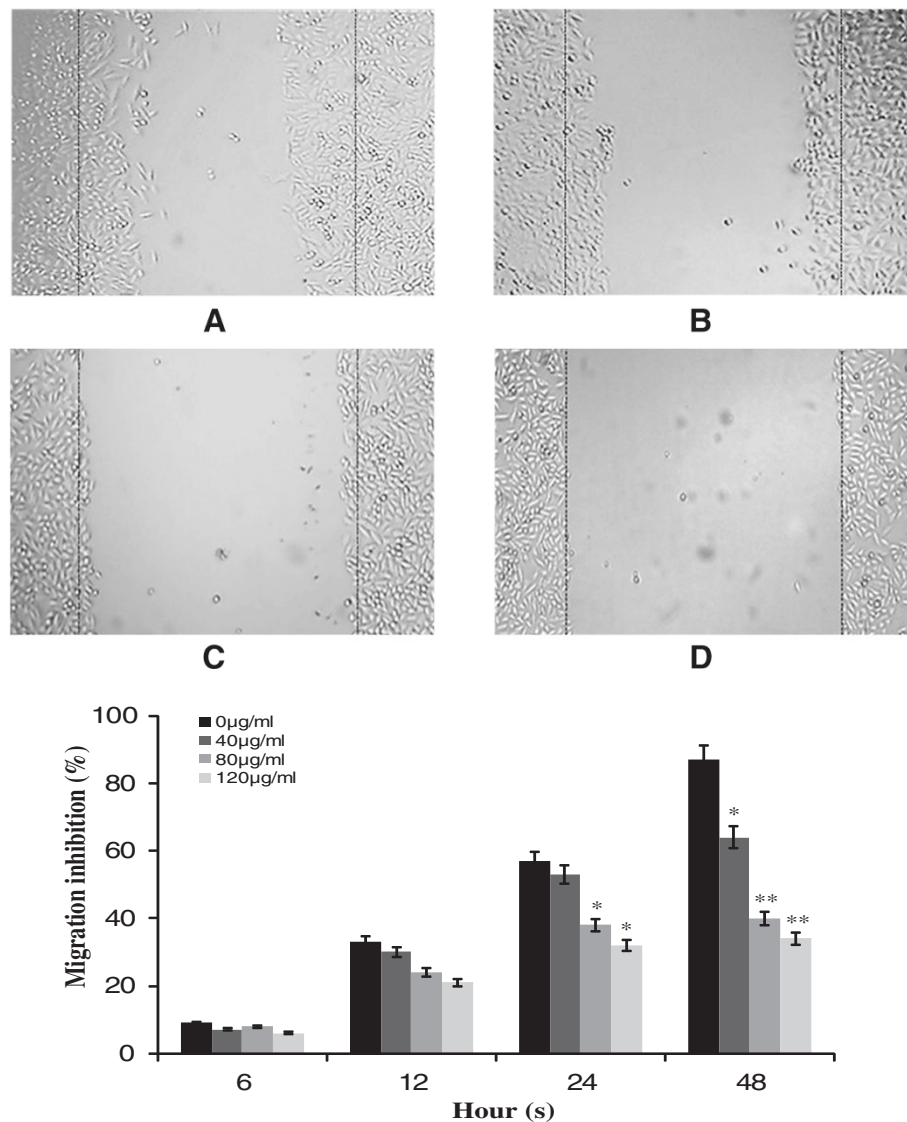 A
B
C
D
0µg/ml
40µg/ml
80µg/ml
120µg/ml
Migration inhibition (%)
100
80
60
40
20
0
*
*
*
**
**
6 12 24 48
Hour (s)